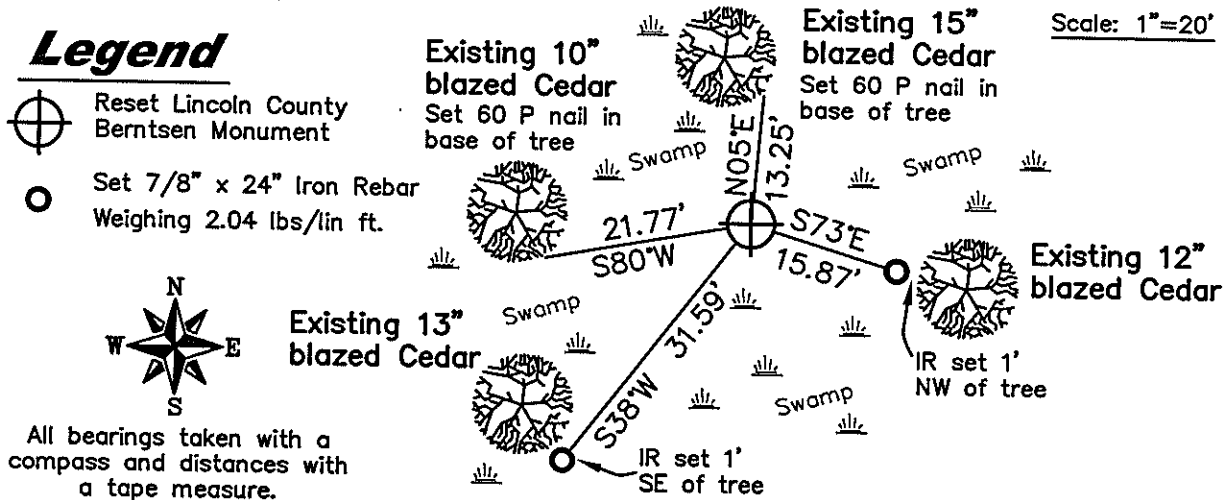 Legend
Reset Lincoln County
Berntsen Monument
Set 7/8" x 24" Iron Rebar
Weighing 2.04 lbs/lin ft.
N
W E
S
All bearings taken with a
compass and distances with
a tape measure.
Scale: 1"=20'
Existing 10"
blazed Cedar
Set 60 P nail in
base of tree
Existing 15"
blazed Cedar
Set 60 P nail in
base of tree
Swamp
Swamp
N05°E
13.25'
21.77'
S80°W
S73°E
15.87'
Existing 12"
blazed Cedar
IR set 1'
NW of tree
Swamp
Existing 13"
blazed Cedar
31.59'
S38°W
Swamp
IR set 1'
SE of tree